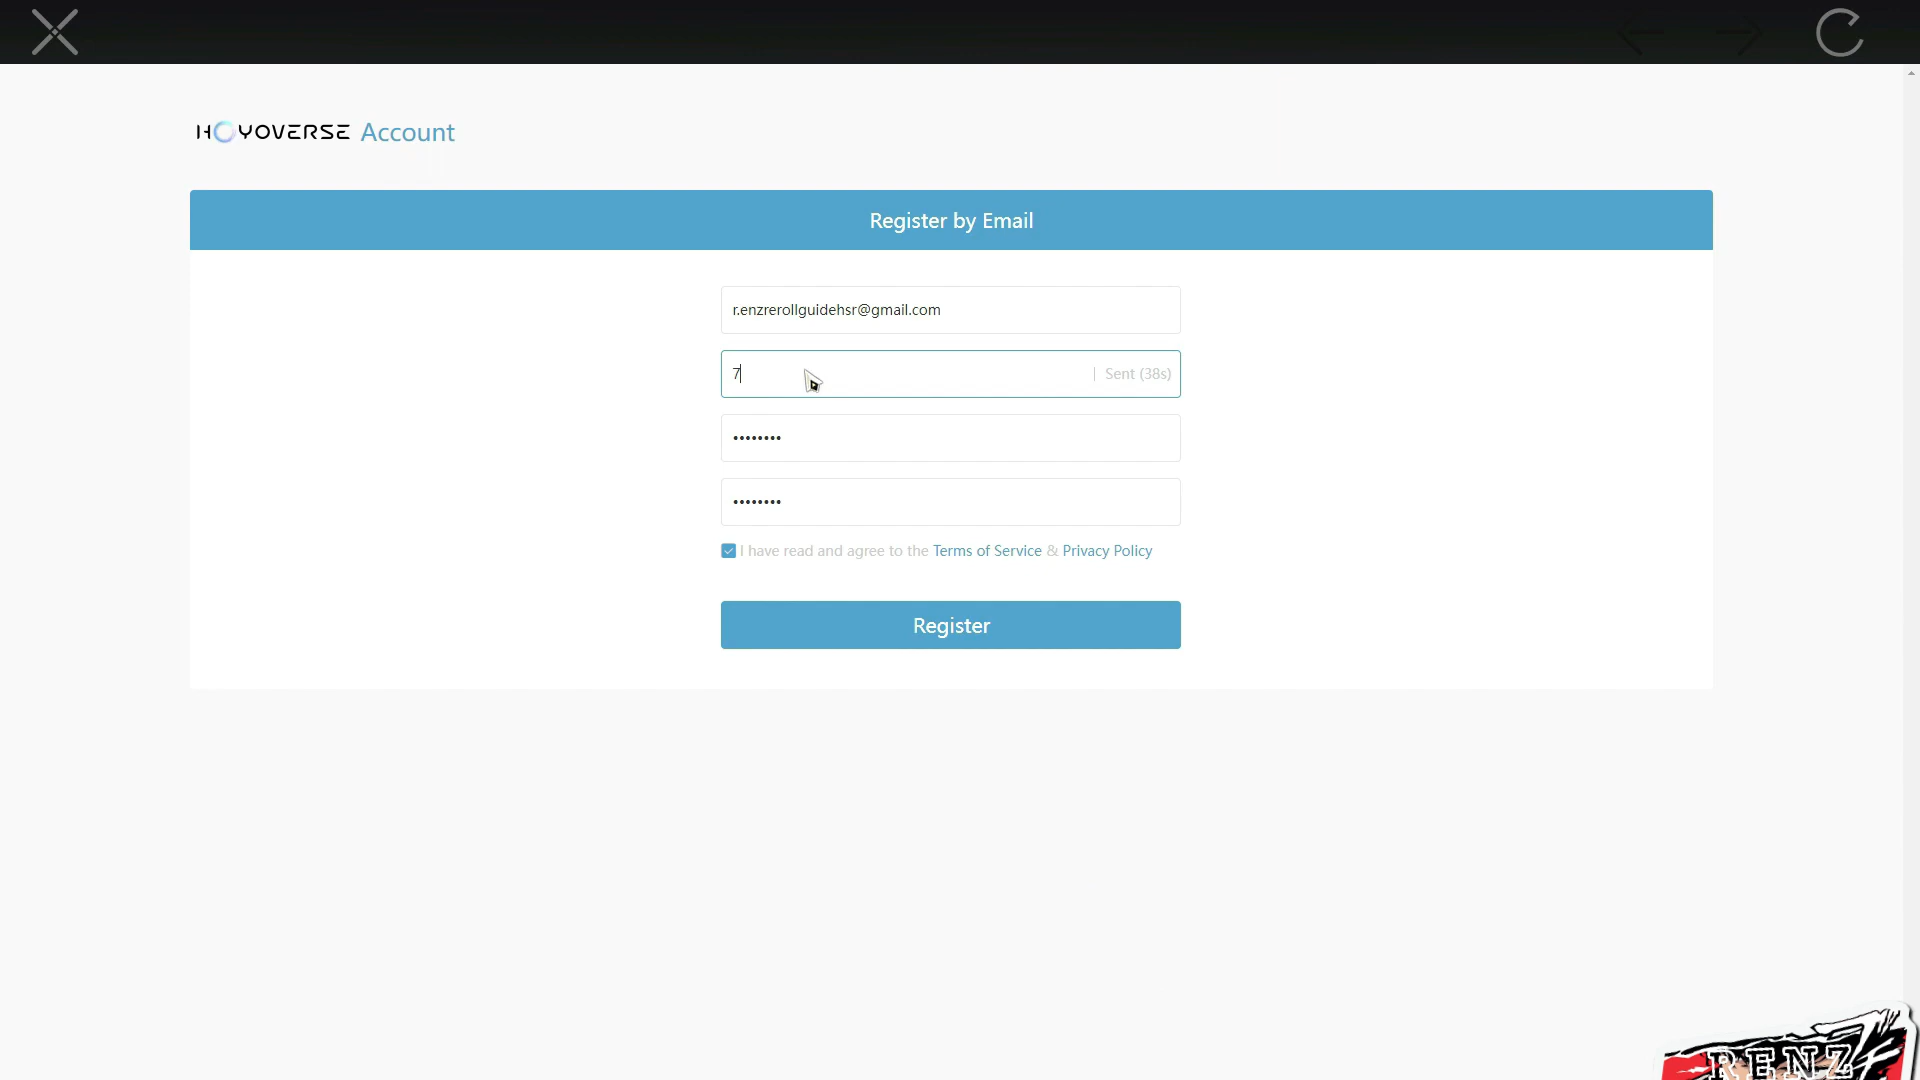 HOYOVERSE Account
Register by Email
r.enzrerollguidehsr@gmail.com
7 | Sent (38s)
••••••••
••••••••
I have read and agree to the Terms of Service & Privacy Policy
Register
RENZ